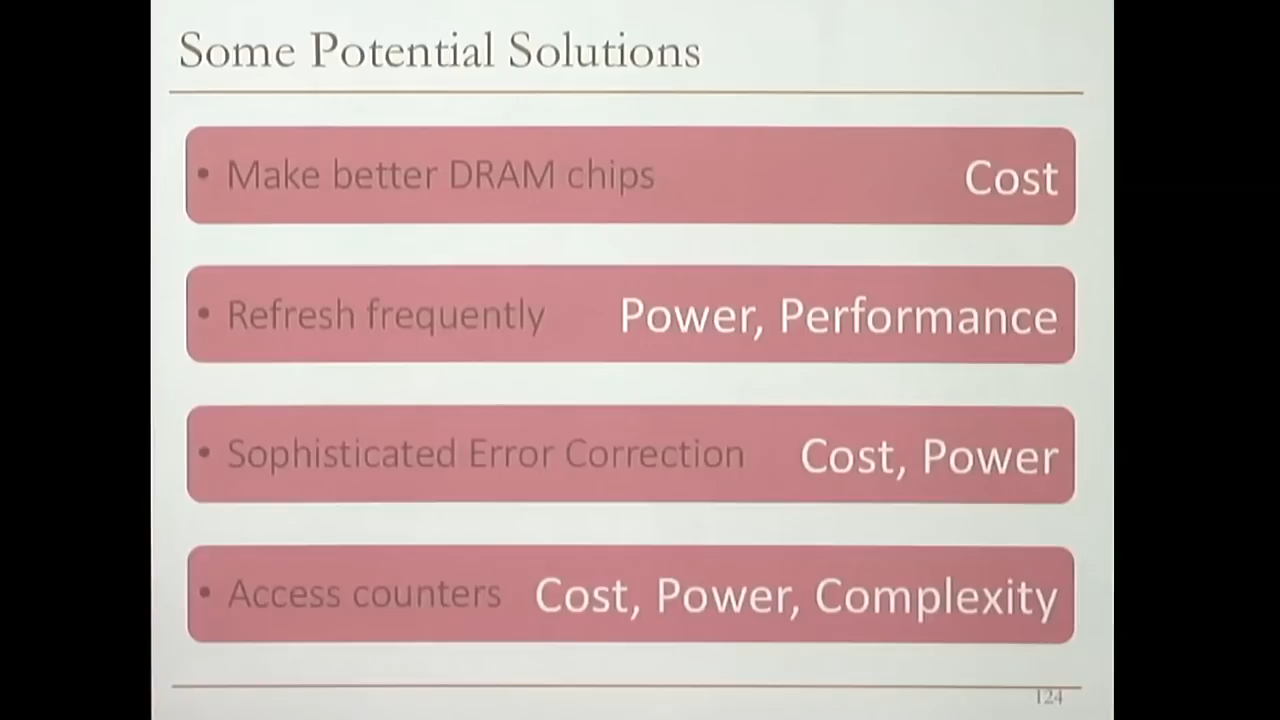 Some Potential Solutions
• Make better DRAM chips Cost
• Refresh frequently Power, Performance
• Sophisticated Error Correction Cost, Power
• Access counters Cost, Power, Complexity
124